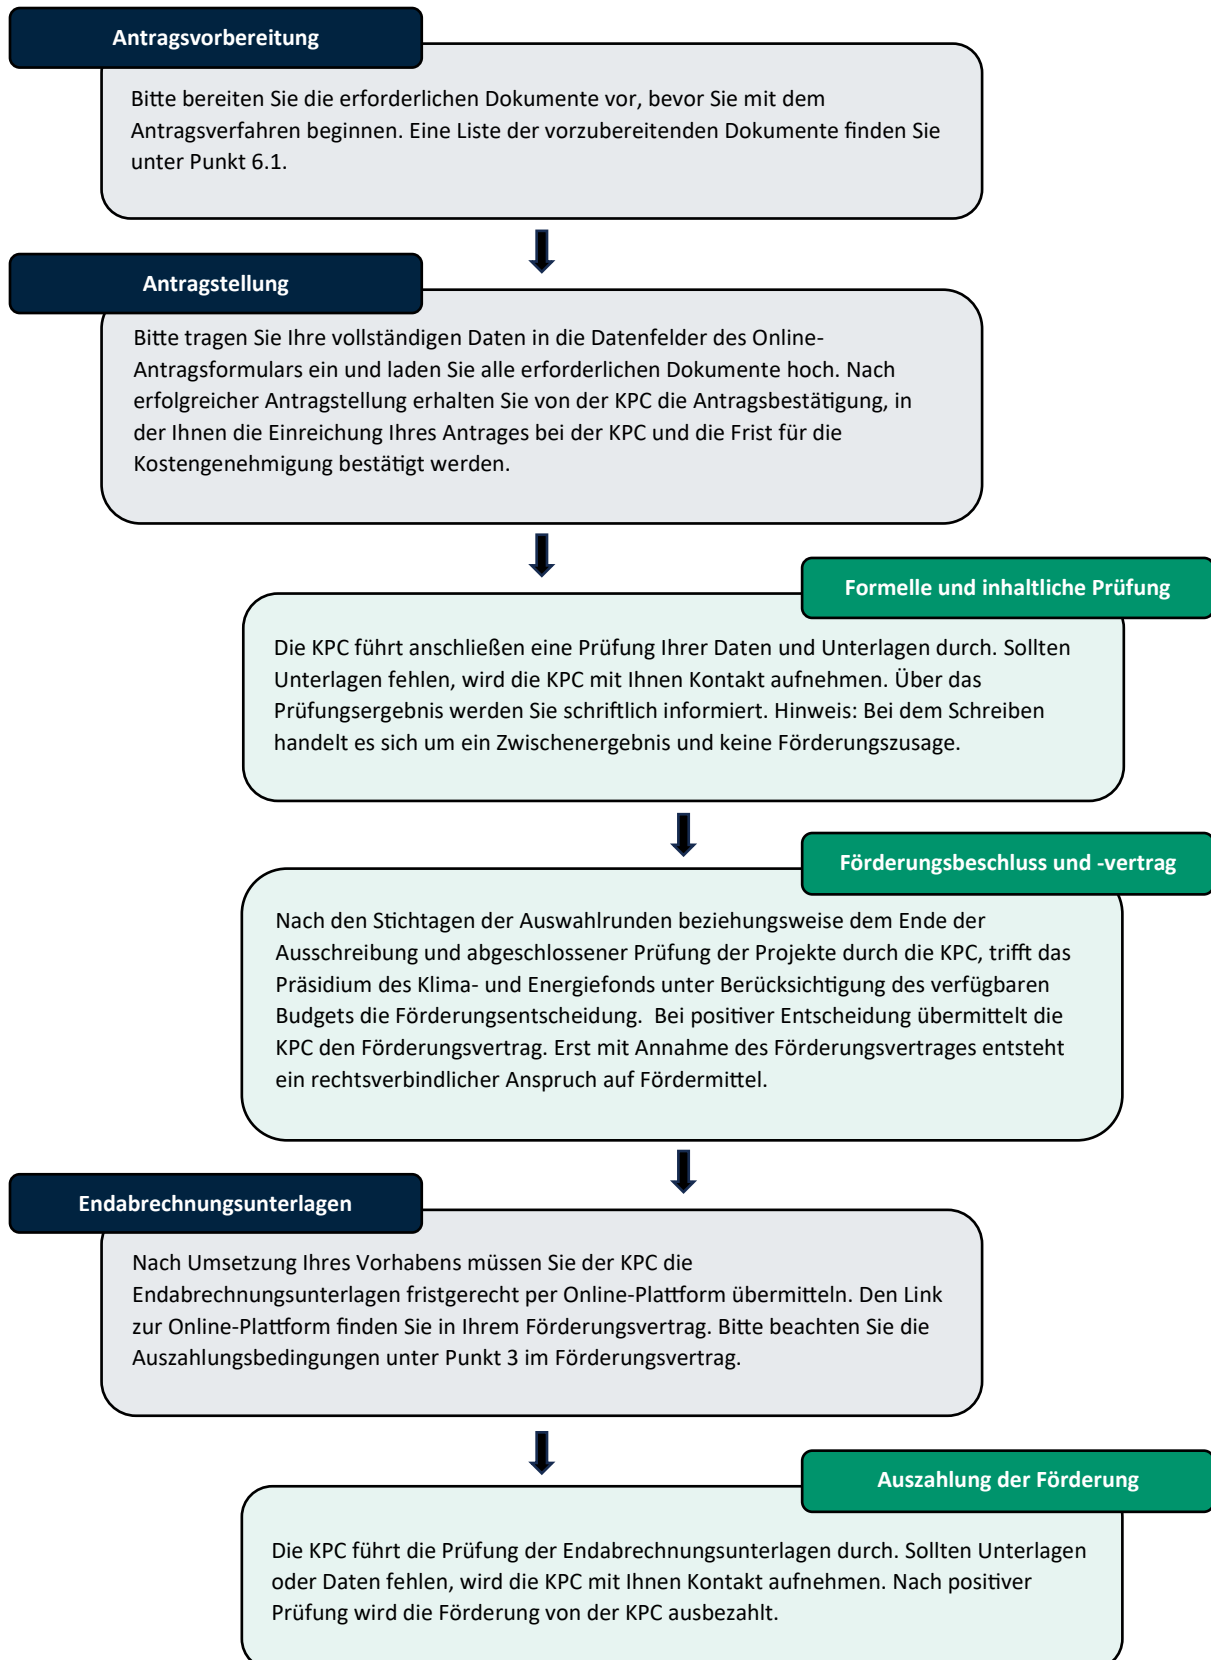 Antragsvorbereitung
Bitte bereiten Sie die erforderlichen Dokumente vor, bevor Sie mit dem
Antragsverfahren beginnen. Eine Liste der vorzubereitenden Dokumente finden Sie
unter Punkt 6.1.
Antragstellung
Bitte tragen Sie Ihre vollständigen Daten in die Datenfelder des Online-
Antragsformulars ein und laden Sie alle erforderlichen Dokumente hoch. Nach
erfolgreicher Antragstellung erhalten Sie von der KPC die Antragsbestätigung, in
der Ihnen die Einreichung Ihres Antrages bei der KPC und die Frist für die
Kostengenehmigung bestätigt werden.
Formelle und inhaltliche Prüfung
Die KPC führt anschließen eine Prüfung Ihrer Daten und Unterlagen durch. Sollten
Unterlagen fehlen, wird die KPC mit Ihnen Kontakt aufnehmen. Über das
Prüfungsergebnis werden Sie schriftlich informiert. Hinweis: Bei dem Schreiben
handelt es sich um ein Zwischenergebnis und keine Förderungszusage.
Förderungsbeschluss und -vertrag
Nach den Stichtagen der Auswahlrunden beziehungsweise dem Ende der
Ausschreibung und abgeschlossener Prüfung der Projekte durch die KPC, trifft das
Präsidium des Klima- und Energiefonds unter Berücksichtigung des verfügbaren
Budgets die Förderungsentscheidung.  Bei positiver Entscheidung übermittelt die
KPC den Förderungsvertrag. Erst mit Annahme des Förderungsvertrages entsteht
ein rechtsverbindlicher Anspruch auf Fördermittel.
Endabrechnungsunterlagen
Nach Umsetzung Ihres Vorhabens müssen Sie der KPC die
Endabrechnungsunterlagen fristgerecht per Online-Plattform übermitteln. Den Link
zur Online-Plattform finden Sie in Ihrem Förderungsvertrag. Bitte beachten Sie die
Auszahlungsbedingungen unter Punkt 3 im Förderungsvertrag.
Auszahlung der Förderung
Die KPC führt die Prüfung der Endabrechnungsunterlagen durch. Sollten Unterlagen
oder Daten fehlen, wird die KPC mit Ihnen Kontakt aufnehmen. Nach positiver
Prüfung wird die Förderung von der KPC ausbezahlt.